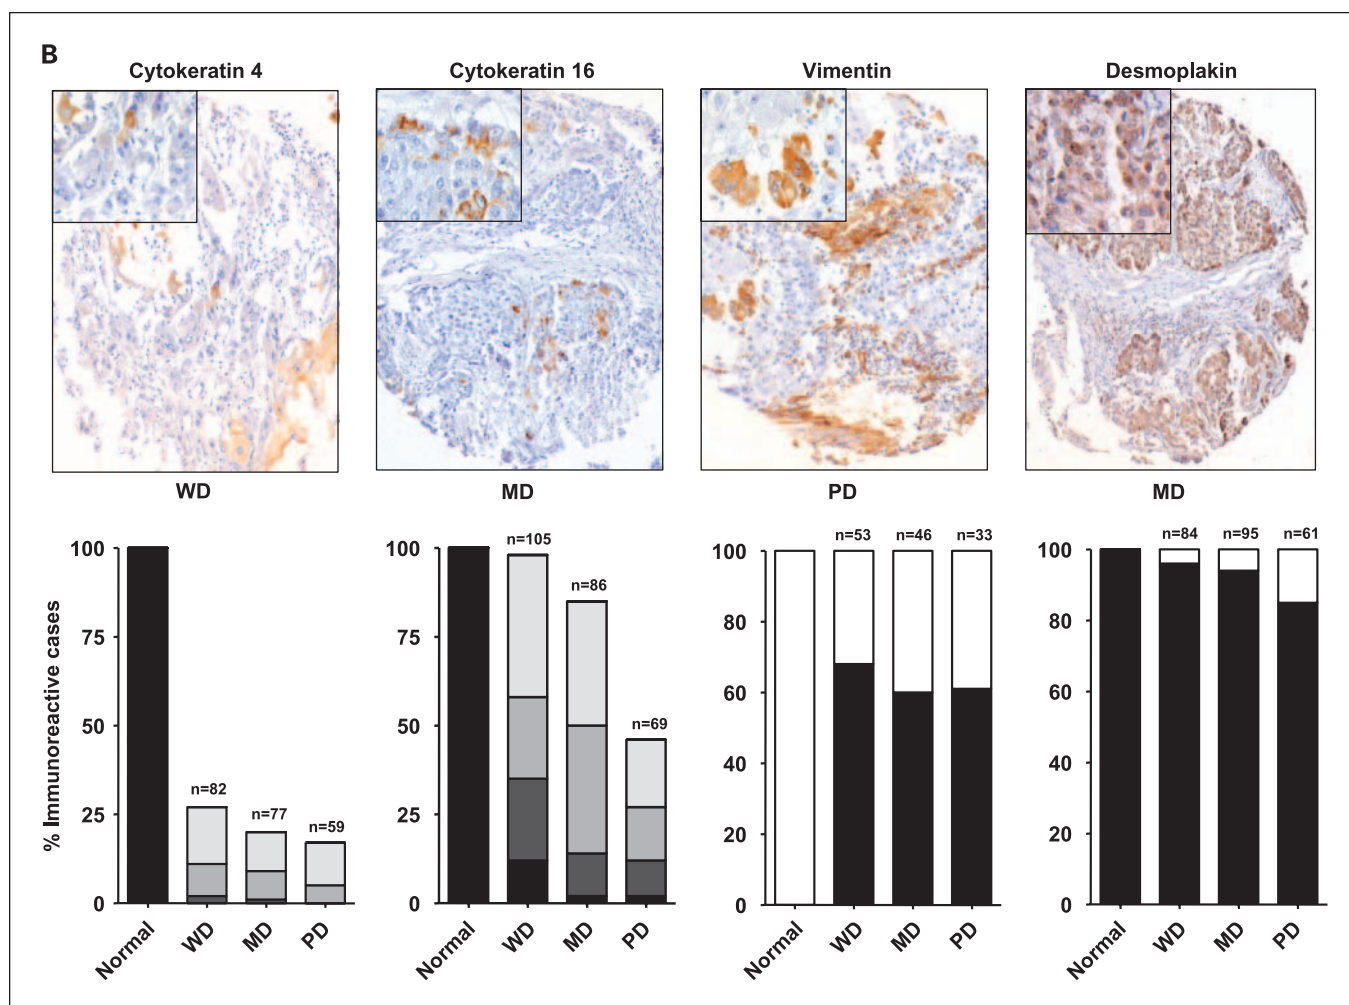 B
Cytokeratin 4 Cytokeratin 16 Vimentin Desmoplakin
WD MD PD MD
% Immunoreactive cases
100
75
50
25
0
n=82
n=77
n=59
Normal WD MD PD
100
75
50
25
0
n=105
n=86
n=69
Normal WD MD PD
100
80
60
40
20
0
n=53 n=46 n=33
Normal WD MD PD
100
80
60
40
20
0
n=84 n=95 n=61
Normal WD MD PD